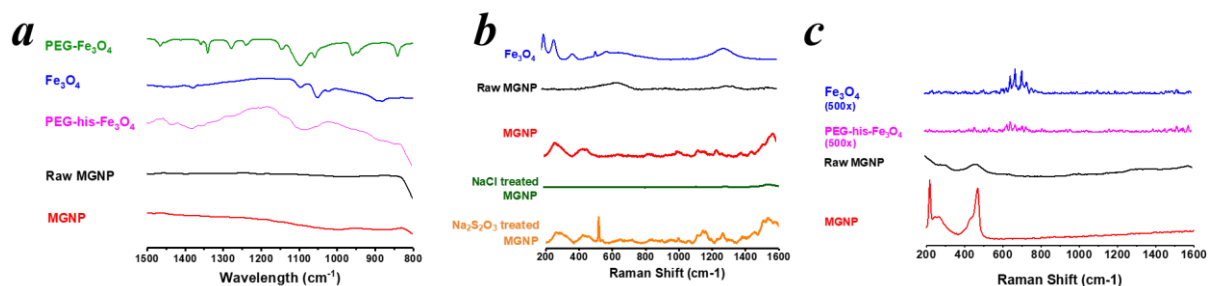 a
PEG-Fe₃O₄
Fe₃O₄
PEG-his-Fe₃O₄
Raw MGNP
MGNP
1500 1400 1300 1200 1100 1000 900 800
Wavelength (cm⁻¹)
b
Fe₃O₄
Raw MGNP
MGNP
NaCl treated
MGNP
Na₂S₂O₃ treated
MGNP
200 400 600 800 1000 1200 1400 1600
Raman Shift (cm-1)
c
Fe₃O₄
(500x)
PEG-his-Fe₃O₄
(500x)
Raw MGNP
MGNP
200 400 600 800 1000 1200 1400 1600
Raman Shift (cm-1)